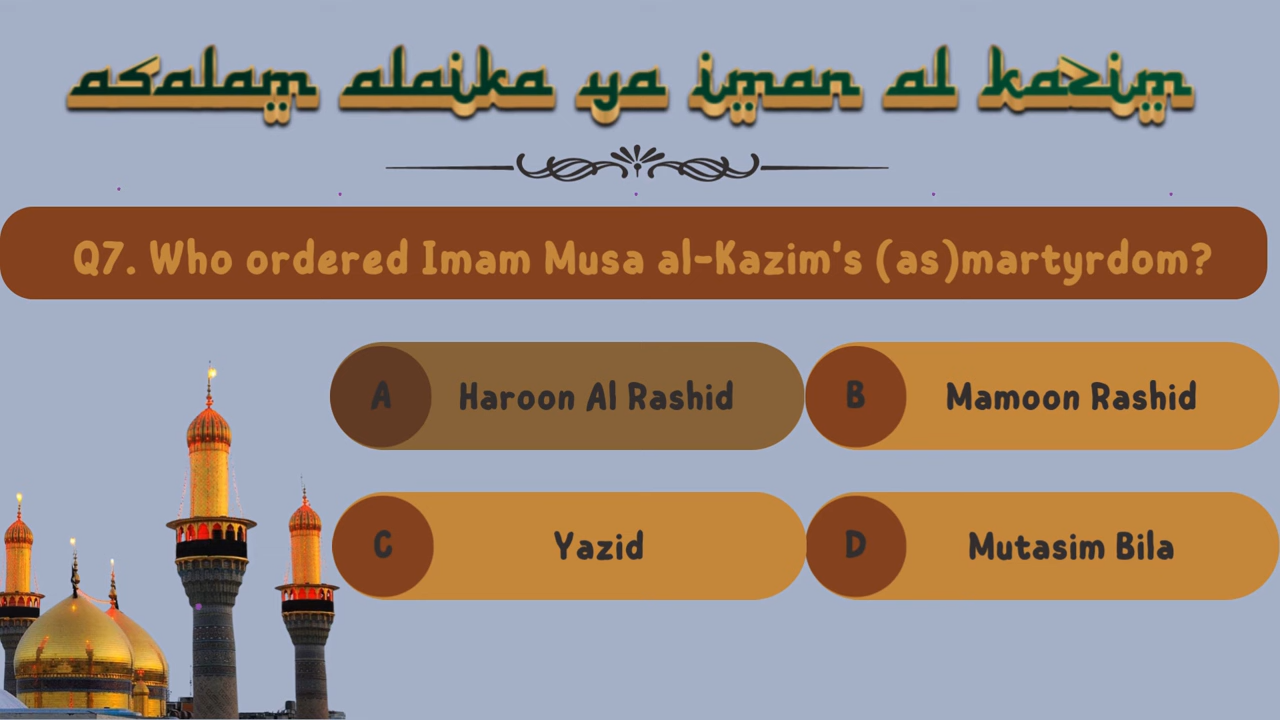 asalam alaika ya imam al kazim
Q7. Who ordered Imam Musa al-Kazim's (as)martyrdom?
A Haroon Al Rashid
B Mamoon Rashid
C Yazid
D Mutasim Bila